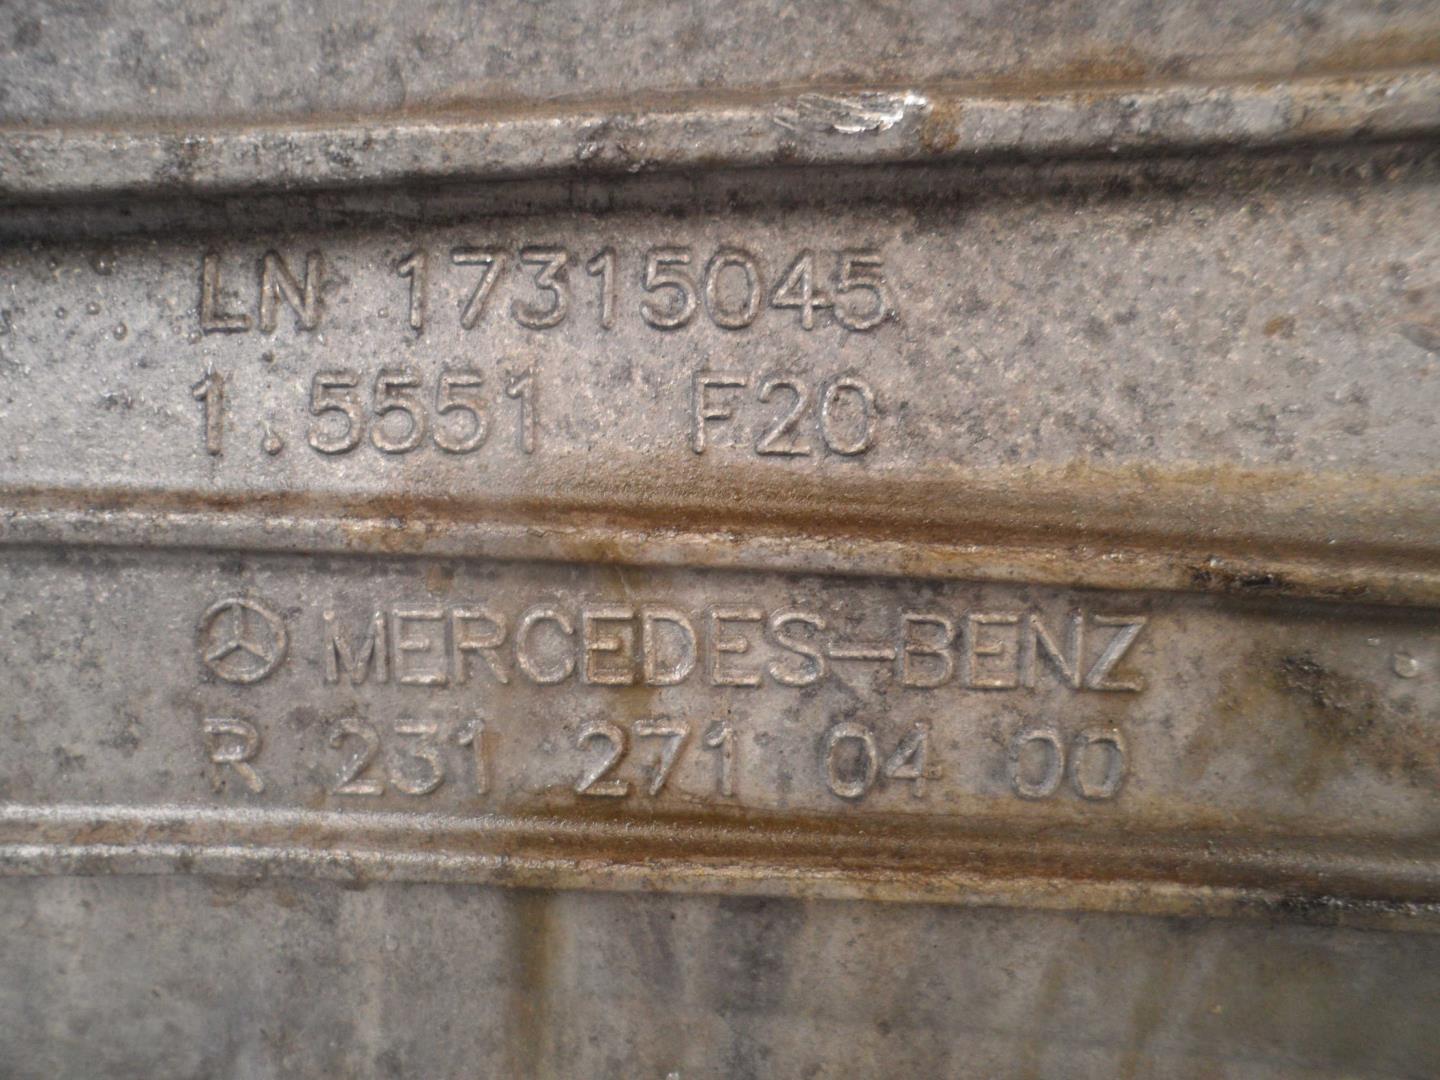 LN 17315045
1.5551 F20
MERCEDES-BENZ
R 231 271 04 00